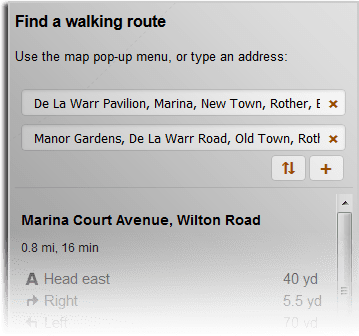 Find a walking route
Use the map pop-up menu, or type an address:
De La Warr Pavilion, Marina, New Town, Rother, E
Manor Gardens, De La Warr Road, Old Town, Roth
Marina Court Avenue, Wilton Road
0.8 mi, 16 min
A Head east 40 yd
Right 5.5 yd
Left 70 yd